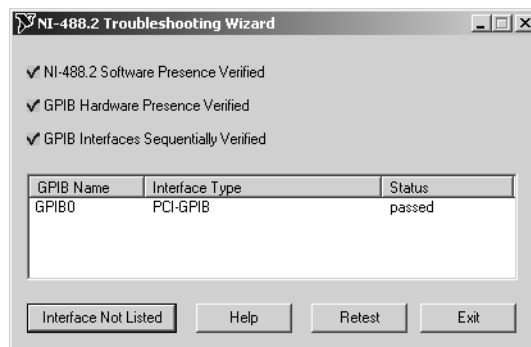 NI-488.2 Troubleshooting Wizard
NI-488.2 Software Presence Verified
GPIB Hardware Presence Verified
GPIB Interfaces Sequentially Verified
GPIB Name Interface Type Status
GPIB0 PCI-GPIB passed
Interface Not Listed Help Retest Exit